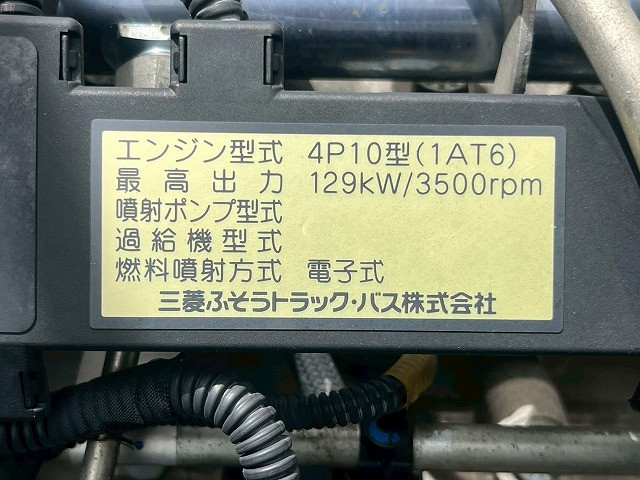 エンジン型式 4P10型(1AT6)
最高出力 129kW/3500rpm
噴射ポンプ型式
過給機型式
燃料噴射方式 電子式
三菱ふそうトラック・バス株式会社